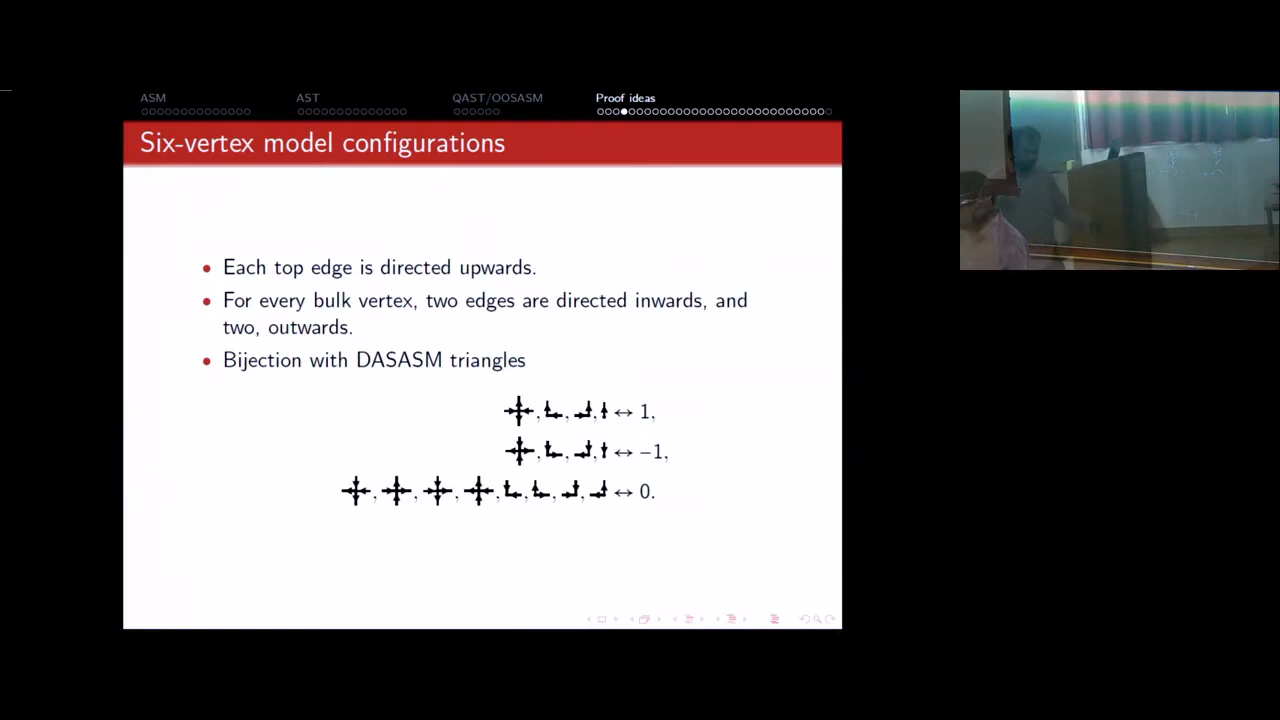 ASM AST QAST/OOSASM Proof ideas
Six-vertex model configurations
• Each top edge is directed upwards.
• For every bulk vertex, two edges are directed inwards, and
two, outwards.
• Bijection with DASASM triangles
, , , ↔ 1,
, , , ↔ −1,
, , , , , , , ↔ 0.